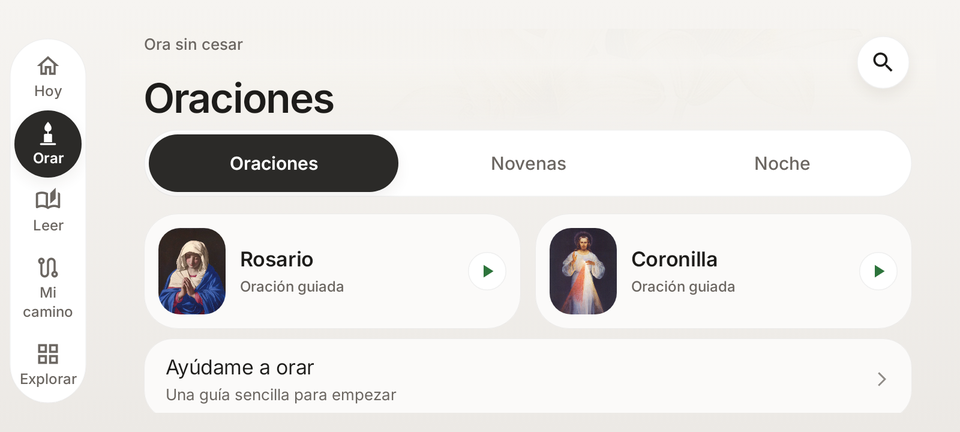 Ora sin cesar
Oraciones
Hoy
Orar
Leer
Mi
camino
Explorar
Oraciones
Novenas
Noche
Rosario
Oración guiada
Coronilla
Oración guiada
Ayúdame a orar
Una guía sencilla para empezar